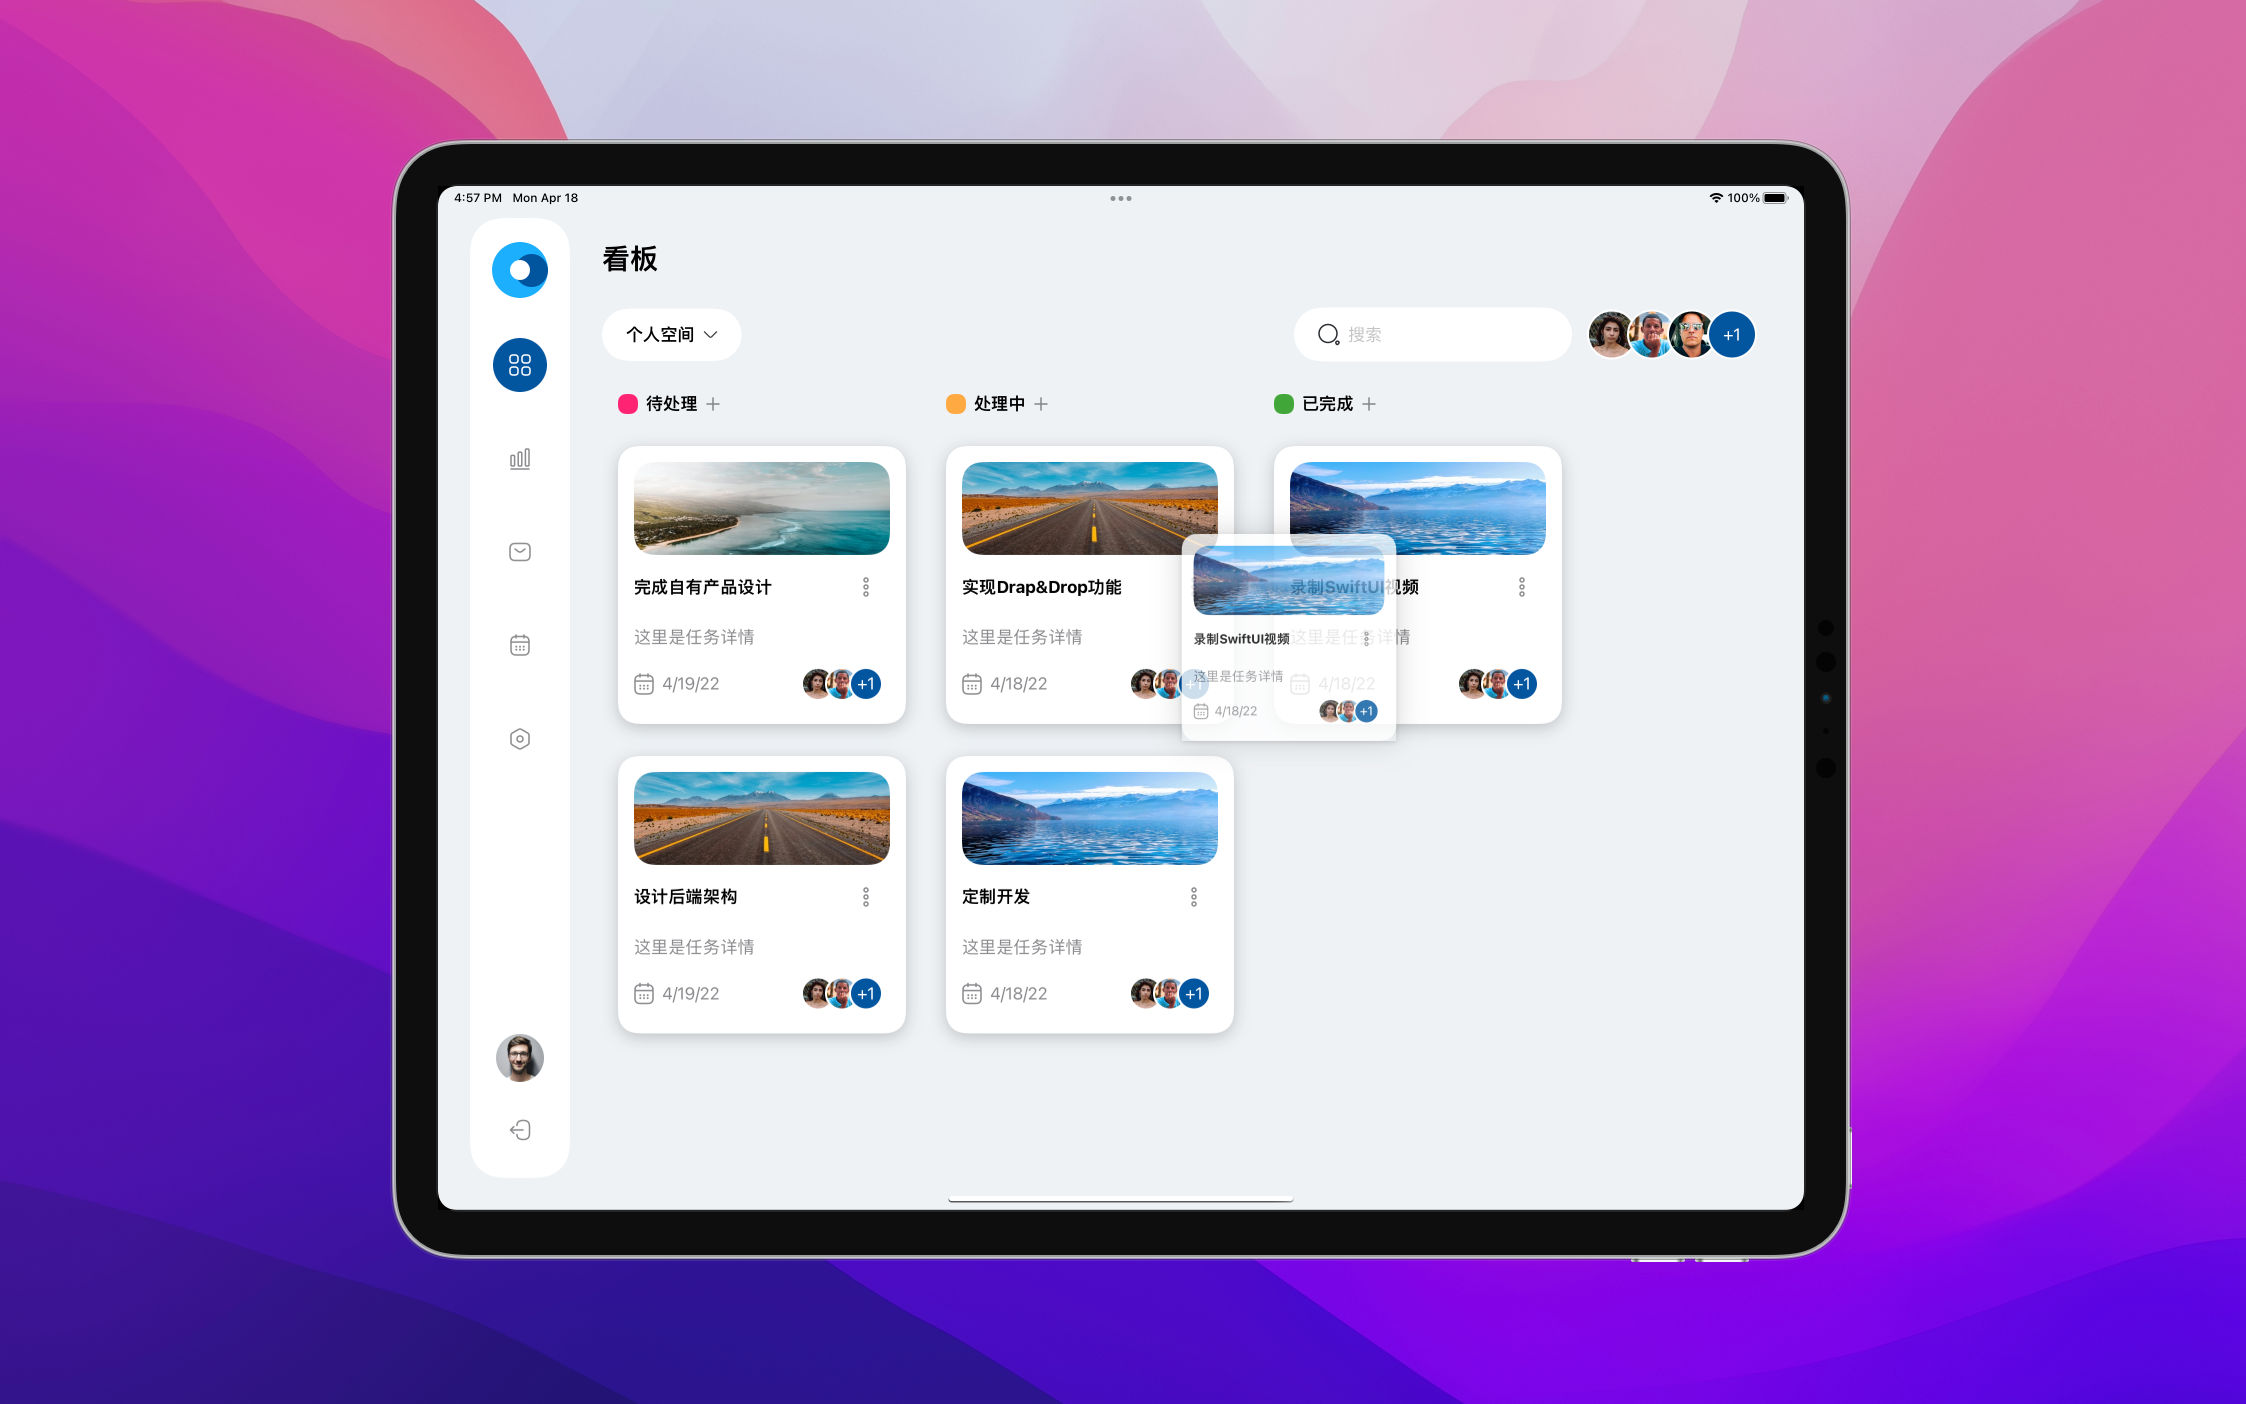 4:57 PM Mon Apr 18
100%
看板
个人空间
搜索
+1
待处理
处理中
已完成
完成自有产品设计
这里是任务详情
4/19/22
+1
实现Drap&Drop功能
这里是任务详情
4/18/22
+1
录制SwiftUI视频
这里是任务详情
4/18/22
+1
录制SwiftUI视频
这里是任务详情
4/18/22
+1
设计后端架构
这里是任务详情
4/19/22
+1
定制开发
这里是任务详情
4/18/22
+1